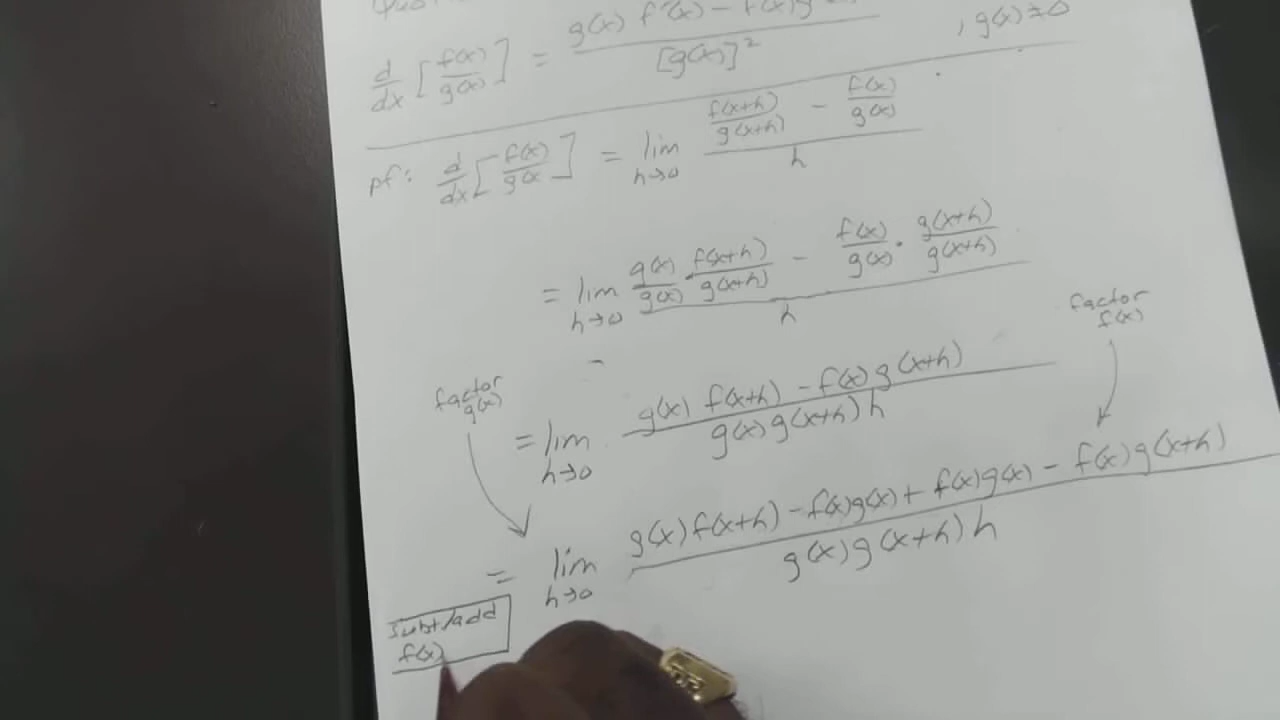 d/dx [f(x)/g(x)] = (g(x) f'(x) - f(x)g)/[g(x)]² , g(x) ≠ 0
pf: d/dx [f(x)/g(x] = lim h→0 (f(x+h)/g(x+h) - f(x)/g(x))/h
= lim h→0 (g(x)/g(x) · f(x+h)/g(x+h) - f(x)/g(x) · g(x+h)/g(x+h))/h
factor
f(x)
factor
g(x)
= lim h→0 (g(x) f(x+h) - f(x) g(x+h))/(g(x) g(x+h) h)
= lim h→0 (g(x) f(x+h) - f(x)g(x) + f(x)g(x) - f(x)g(x+h))/(g(x) g(x+h) h)
subt/add
f(x)